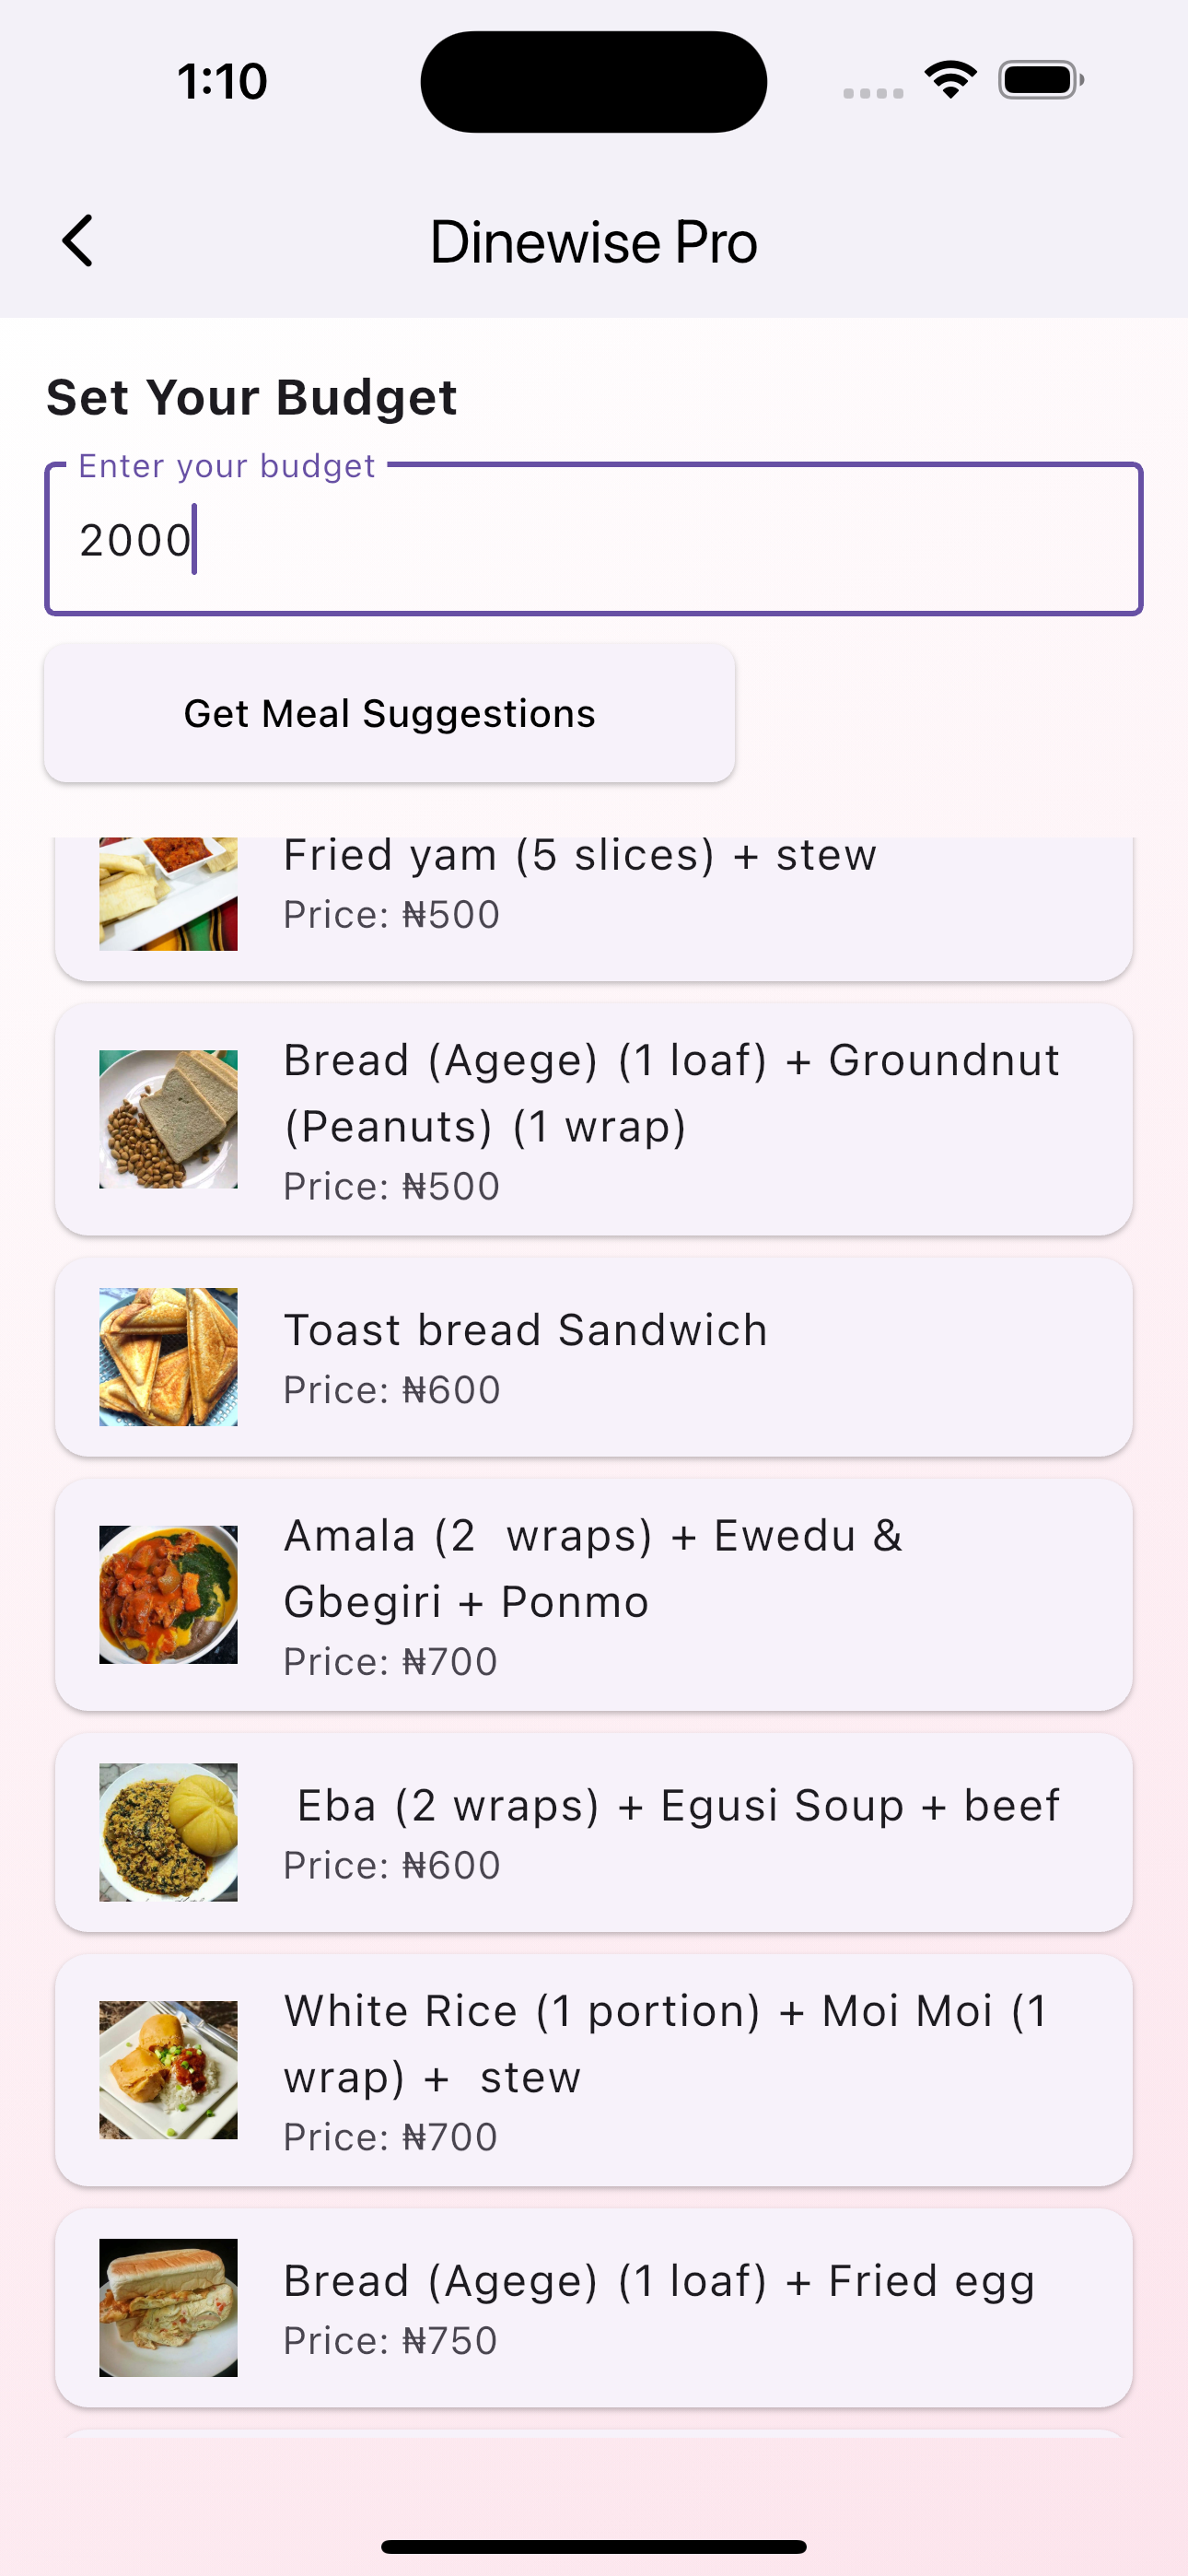 1:10
Dinewise Pro
Set Your Budget
Enter your budget
2000
Get Meal Suggestions
Fried yam (5 slices) + stew
Price: ₦500
Bread (Agege) (1 loaf) + Groundnut
(Peanuts) (1 wrap)
Price: ₦500
Toast bread Sandwich
Price: ₦600
Amala (2  wraps) + Ewedu &
Gbegiri + Ponmo
Price: ₦700
Eba (2 wraps) + Egusi Soup + beef
Price: ₦600
White Rice (1 portion) + Moi Moi (1
wrap) +  stew
Price: ₦700
Bread (Agege) (1 loaf) + Fried egg
Price: ₦750